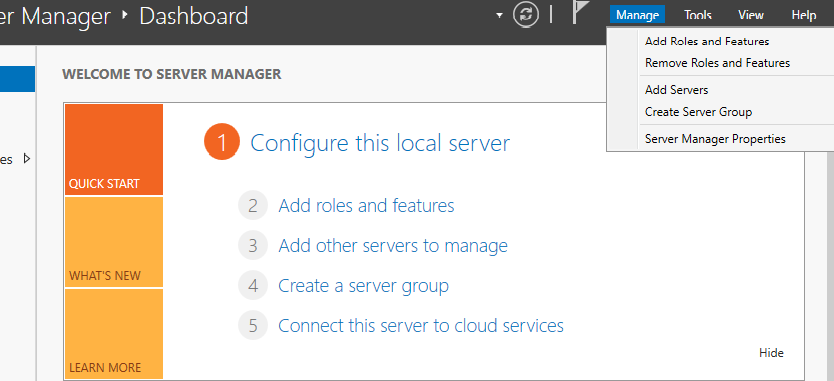 er Manager ‣ Dashboard
Manage Tools View Help
Add Roles and Features
Remove Roles and Features
Add Servers
Create Server Group
Server Manager Properties
es
WELCOME TO SERVER MANAGER
QUICK START
WHAT'S NEW
LEARN MORE
1 Configure this local server
2 Add roles and features
3 Add other servers to manage
4 Create a server group
5 Connect this server to cloud services
Hide